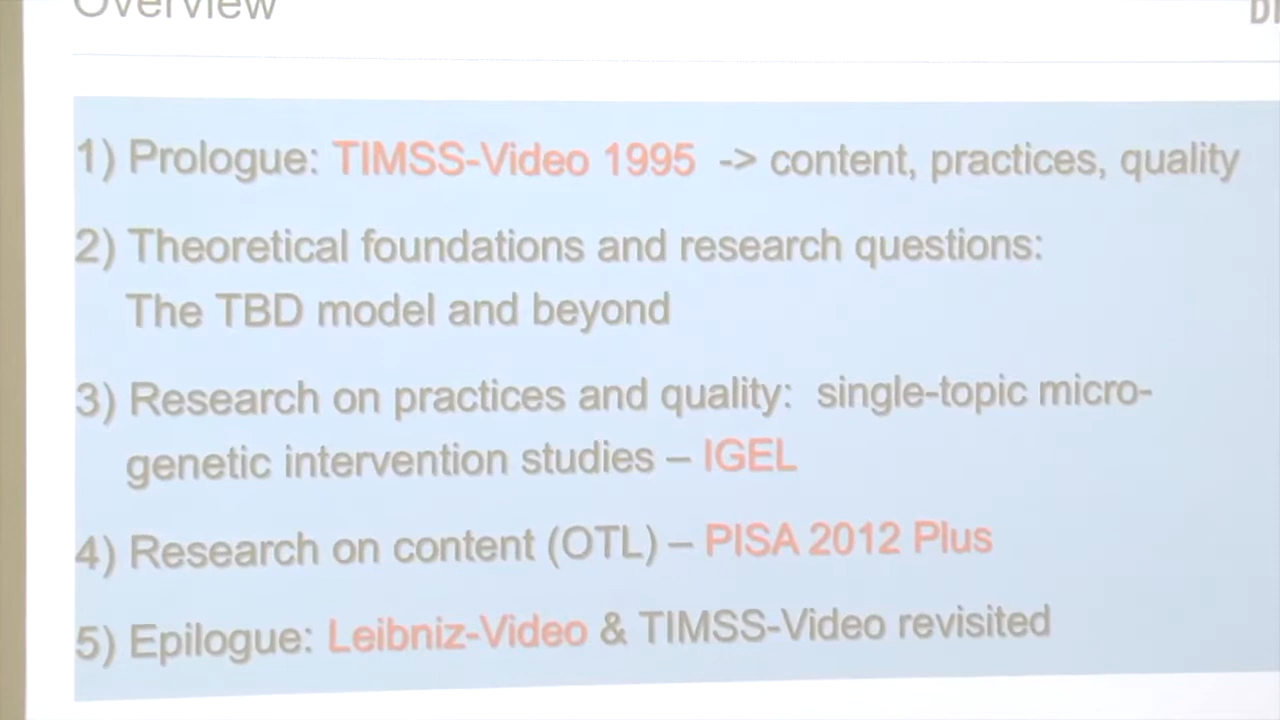 Overview
1) Prologue: TIMSS-Video 1995 -> content, practices, quality
2) Theoretical foundations and research questions:
The TBD model and beyond
3) Research on practices and quality: single-topic micro-
genetic intervention studies – IGEL
4) Research on content (OTL) – PISA 2012 Plus
5) Epilogue: Leibniz-Video & TIMSS-Video revisited